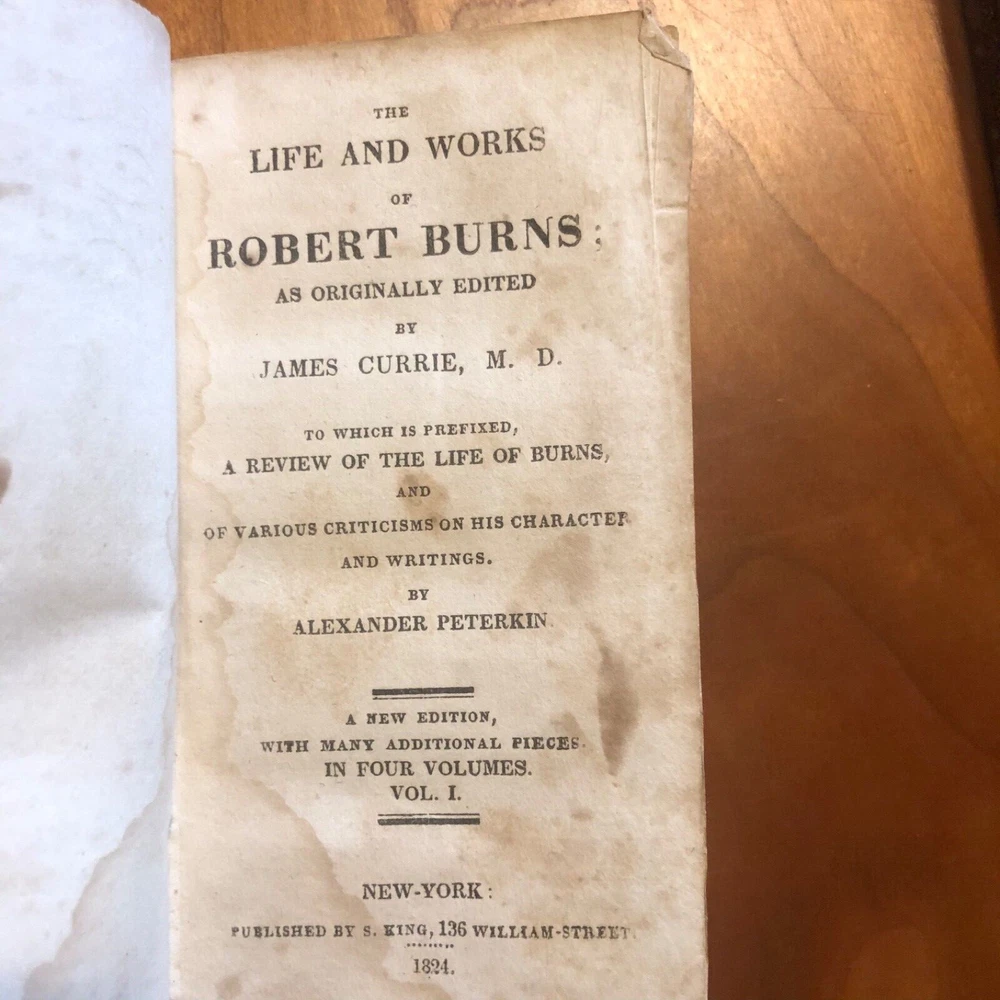 THE
LIFE AND WORKS
OF
ROBERT BURNS;
AS ORIGINALLY EDITED
BY
JAMES CURRIE, M. D.
TO WHICH IS PREFIXED,
A REVIEW OF THE LIFE OF BURNS,
AND
OF VARIOUS CRITICISMS ON HIS CHARACTER
AND WRITINGS.
BY
ALEXANDER PETERKIN.
A NEW EDITION,
WITH MANY ADDITIONAL PIECES.
IN FOUR VOLUMES.
VOL. I.
NEW-YORK:
PUBLISHED BY S. KING, 136 WILLIAM-STREET.
1824.